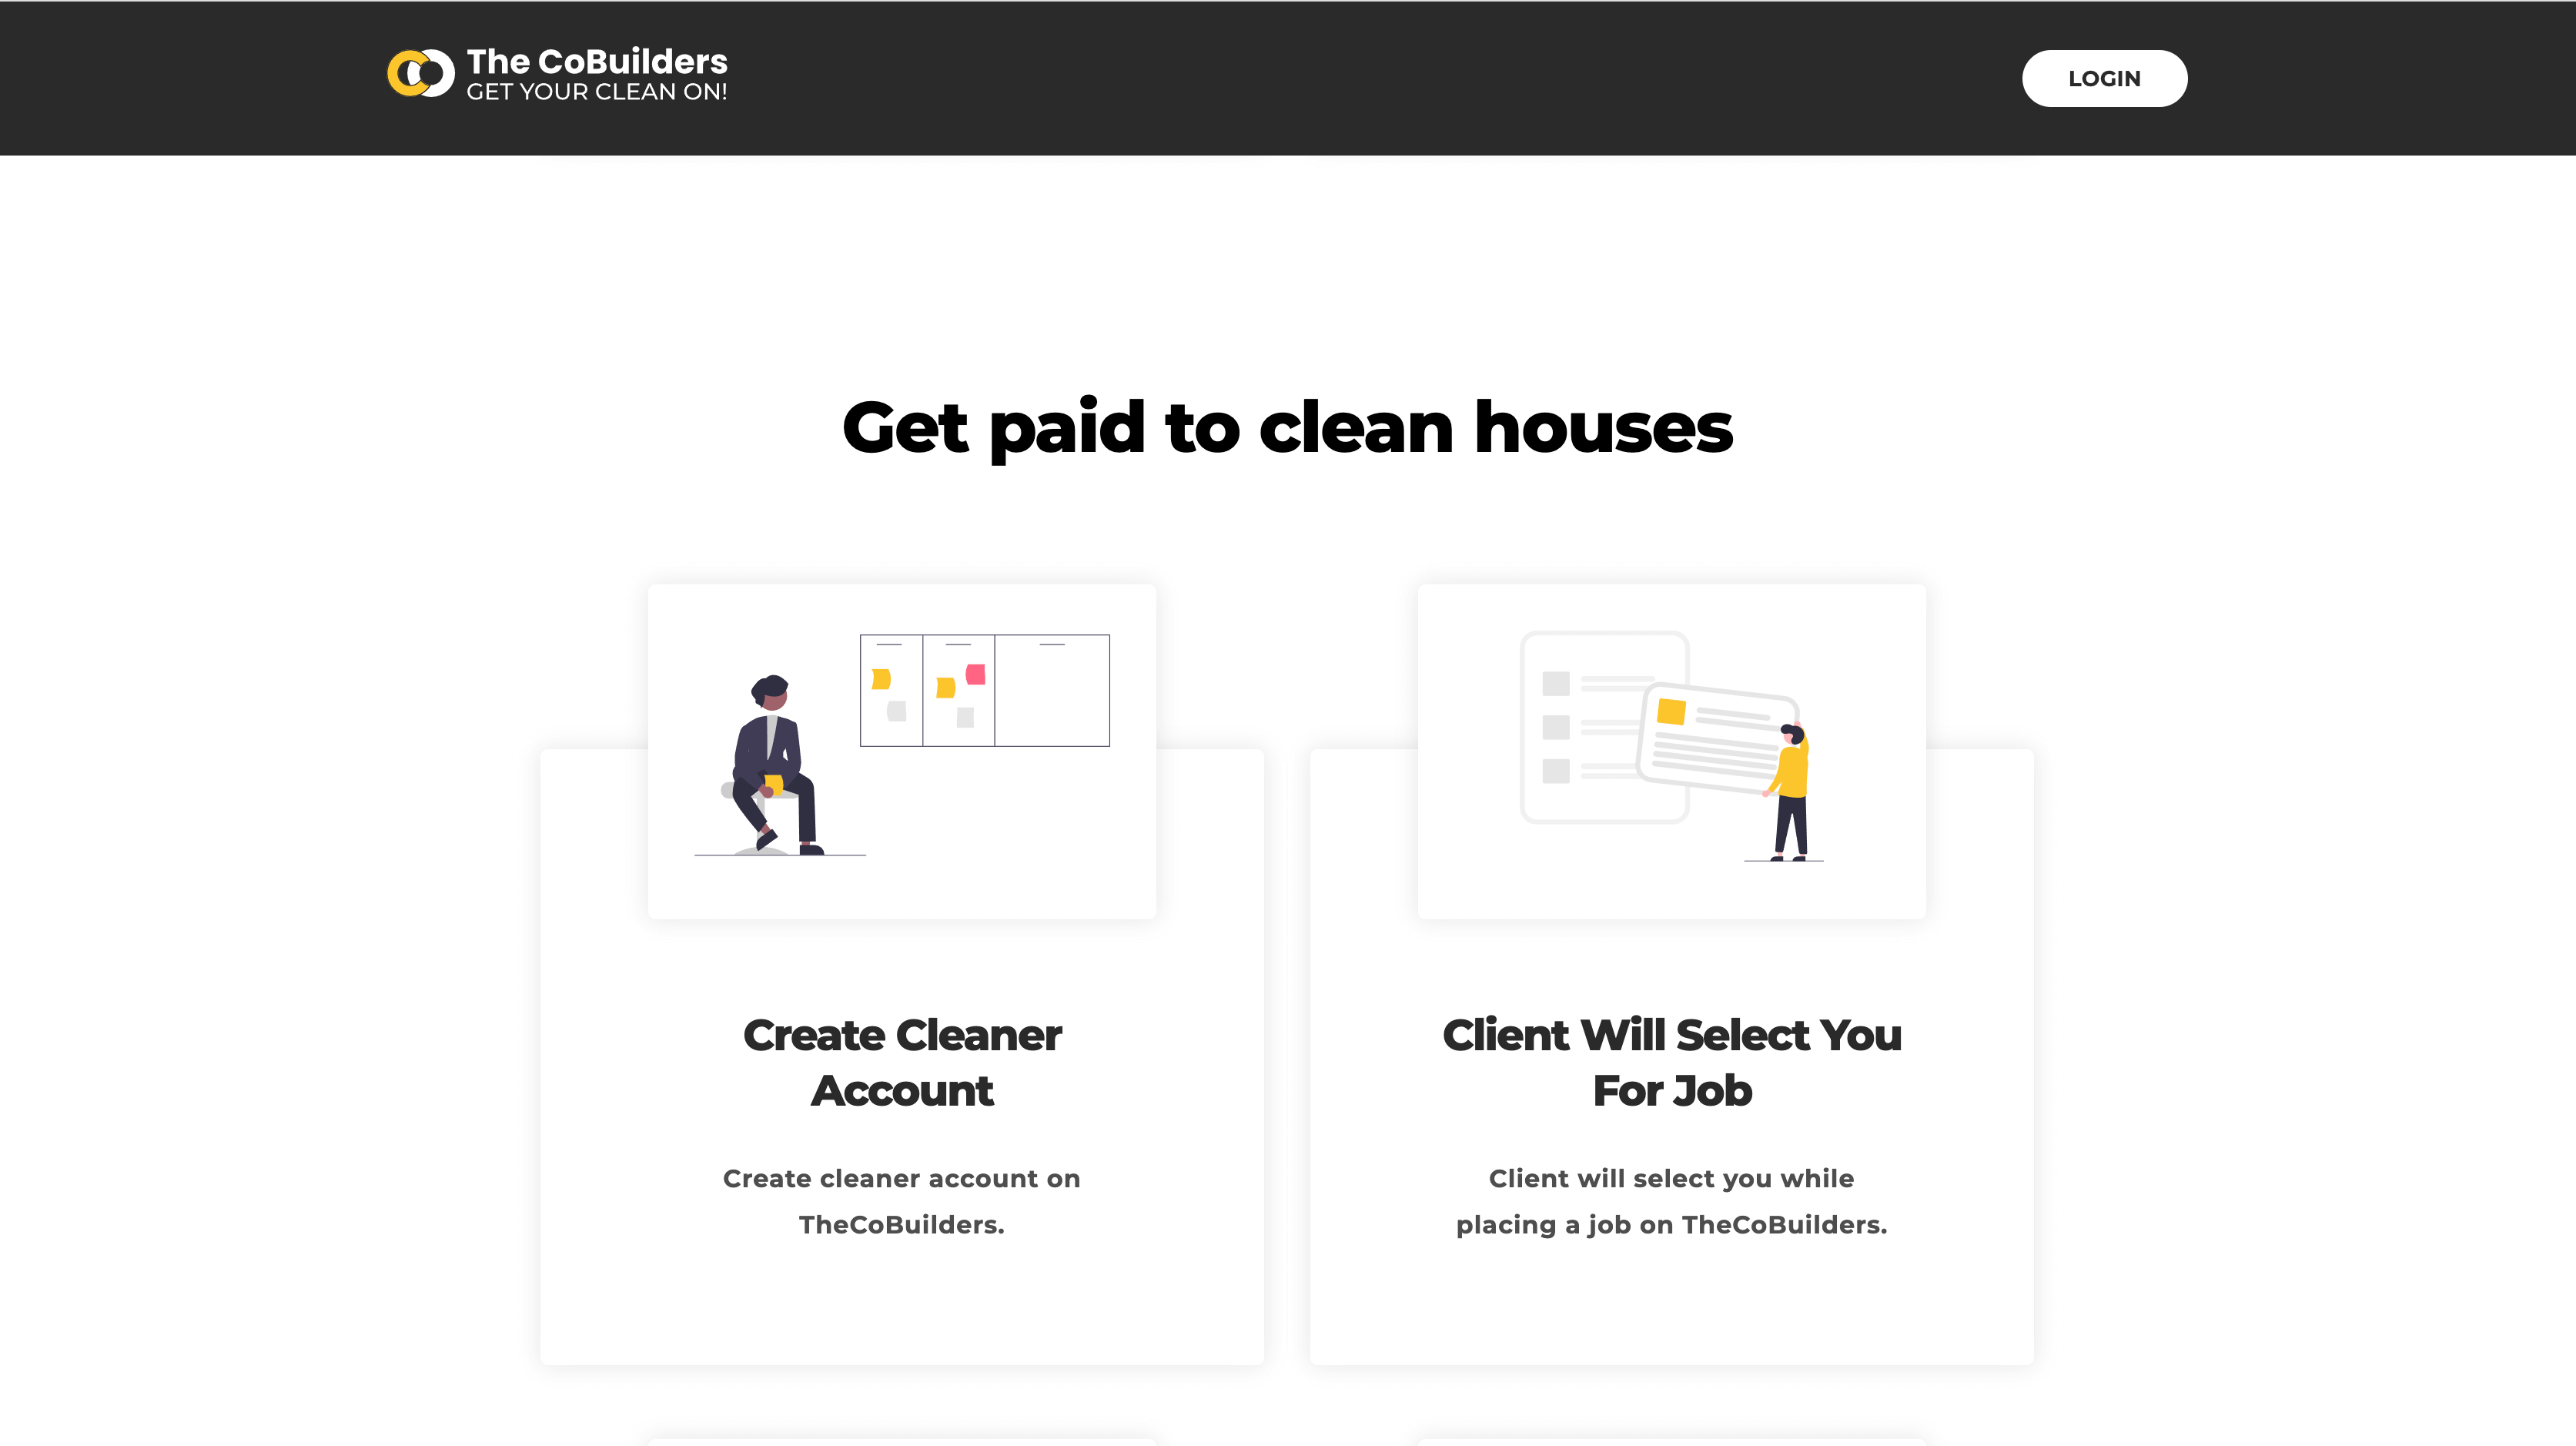 The CoBuilders
GET YOUR CLEAN ON!
LOGIN
Get paid to clean houses
Create Cleaner
Account
Create cleaner account on
TheCoBuilders.
Client Will Select You
For Job
Client will select you while
placing a job on TheCoBuilders.